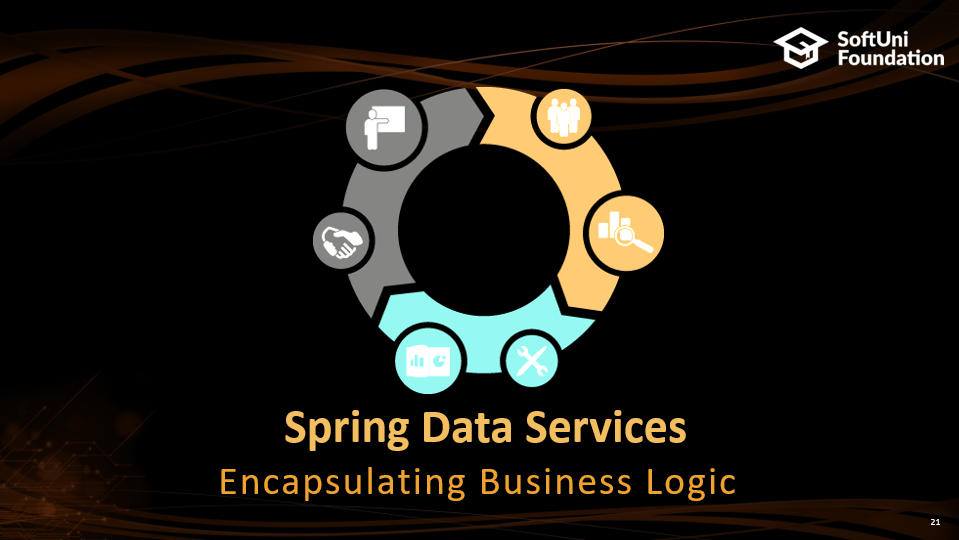 SoftUni
Foundation
Spring Data Services
Encapsulating Business Logic
21